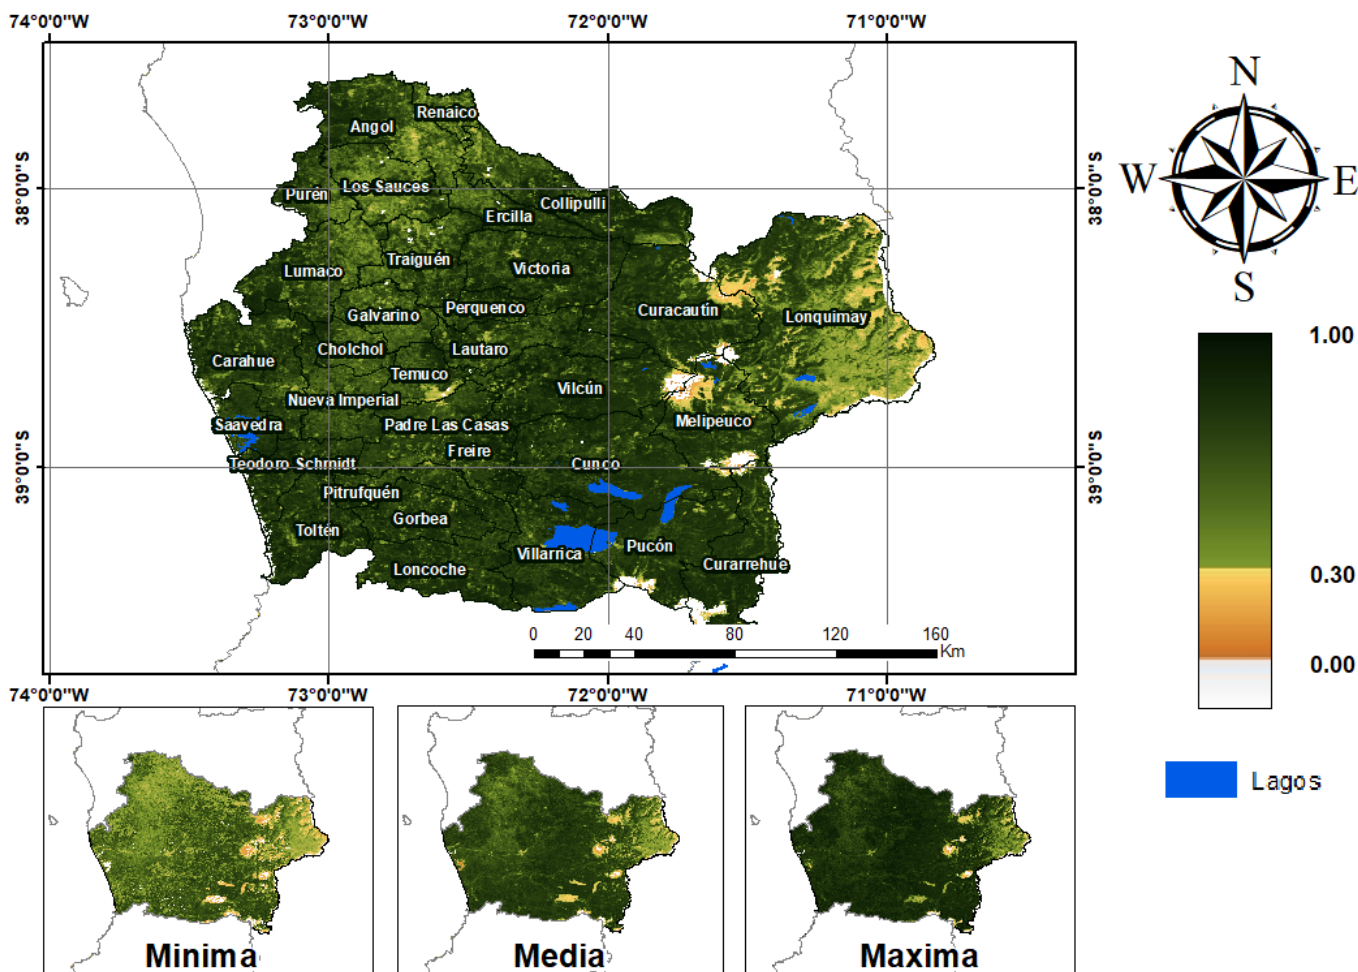 74°0'0"W 73°0'0"W 72°0'0"W 71°0'0"W
N
W E
S
38°0'0"S 38°0'0"S
39°0'0"S 39°0'0"S
Renaico
Angol
Los Sauces
Purén
Collipulli
Ercilla
Traiguén
Lumaco
Victoria
Perquenco
Curacautín
Galvarino
Lonquimay
Cholchol
Lautaro
Carahue
Temuco
Vilcún
Nueva Imperial
Saavedra
Padre Las Casas
Melipeuco
Freire
Teodoro Schmidt
Cunco
Pitrufquén
Gorbea
Toltén
Villarrica
Pucón
Loncoche
Curarrehue
0 20 40 80 120 160
Km
74°0'0"W 73°0'0"W 72°0'0"W 71°0'0"W
1.00
0.30
0.00
Lagos
Minima
Media
Maxima